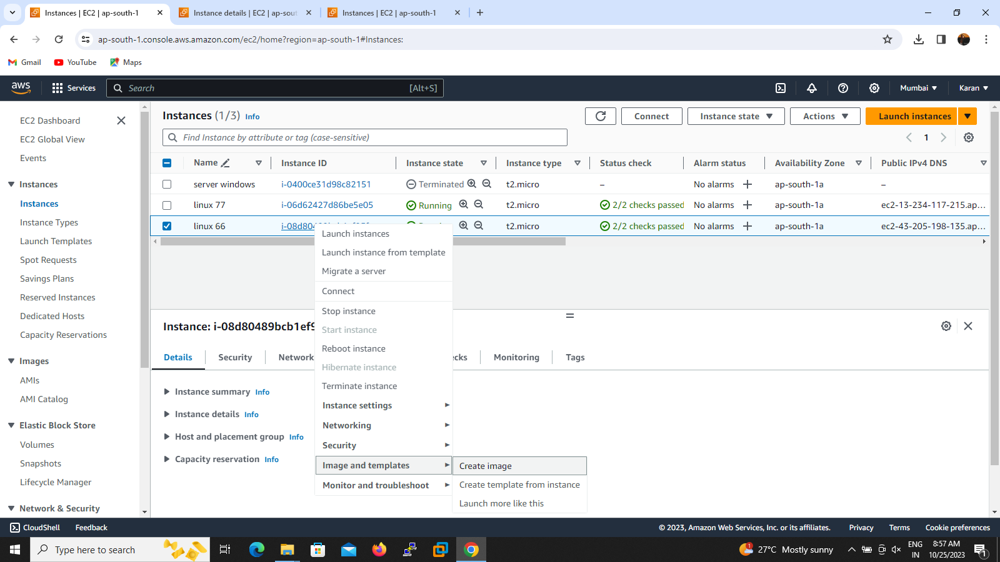 Instances | EC2 | ap-south-1
Instance details | EC2 | ap-sout
Instances | EC2 | ap-south-1
ap-south-1.console.aws.amazon.com/ec2/home?region=ap-south-1#Instances:
Gmail YouTube Maps
aws Services Search [Alt+S] Mumbai Karan
EC2 Dashboard
EC2 Global View
Events
Instances
Instances
Instance Types
Launch Templates
Spot Requests
Savings Plans
Reserved Instances
Dedicated Hosts
Capacity Reservations
Images
AMIs
AMI Catalog
Elastic Block Store
Volumes
Snapshots
Lifecycle Manager
Network & Security
Instances (1/3) Info
Connect Instance state Actions Launch instances
Find Instance by attribute or tag (case-sensitive) 1
Name Instance ID Instance state Instance type Status check Alarm status Availability Zone Public IPv4 DNS
server windows i-0400ce31d98c82151 Terminated t2.micro – No alarms ap-south-1a –
linux 77 i-06d62427d86be5e05 Running t2.micro 2/2 checks passed No alarms ap-south-1a ec2-13-234-117-215.ap...
linux 66 i-08d80 t2.micro 2/2 checks passed No alarms ap-south-1a ec2-43-205-198-135.ap...
Launch instances
Launch instance from template
Migrate a server
Connect
Stop instance
Start instance
Reboot instance
Hibernate instance
Terminate instance
Instance settings
Networking
Security
Image and templates
Monitor and troubleshoot
Create image
Create template from instance
Launch more like this
Instance: i-08d80489bcb1ef9
Details Security Network cks Monitoring Tags
Instance summary Info
Instance details Info
Host and placement group Info
Capacity reservation Info
CloudShell Feedback © 2023, Amazon Web Services, Inc. or its affiliates. Privacy Terms Cookie preferences
Type here to search 1 27°C Mostly sunny ENG IN 8:57 AM 10/25/2023 1